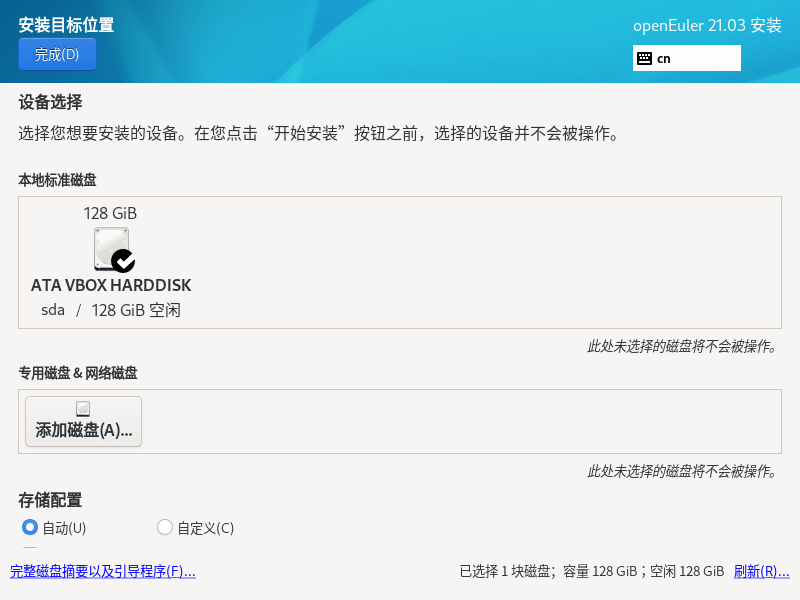 安装目标位置
openEuler 21.03 安装
完成(D)
cn
设备选择
选择您想要安装的设备。在您点击“开始安装”按钮之前，选择的设备并不会被操作。
本地标准磁盘
128 GiB
ATA VBOX HARDDISK
sda / 128 GiB 空闲
此处未选择的磁盘将不会被操作。
专用磁盘 & 网络磁盘
添加磁盘(A)...
此处未选择的磁盘将不会被操作。
存储配置
自动(U) 自定义(C)
完整磁盘摘要以及引导程序(F)... 已选择 1 块磁盘；容量 128 GiB；空闲 128 GiB 刷新(R)...